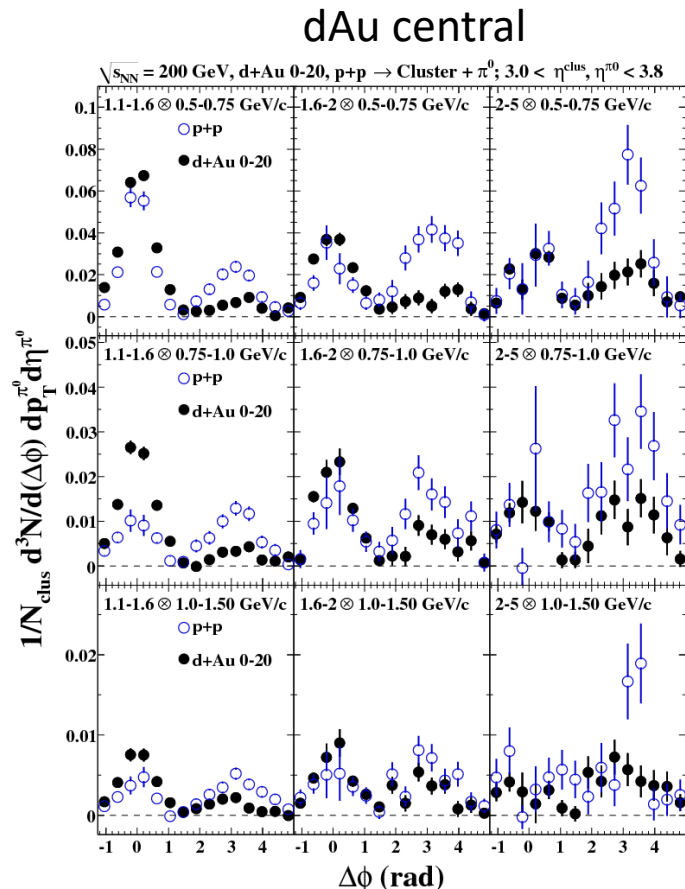 dAu central
√s_NN = 200 GeV, d+Au 0-20, p+p → Cluster + π⁰; 3.0 < η^clus, η^π0 < 3.8
1/N_clus d³N/d(Δϕ) dp_T^π⁰ dη^π⁰
0.1
0.08
0.06
0.04
0.02
0
1.1-1.6 ⊗ 0.5-0.75 GeV/c
p+p
d+Au 0-20
1.6-2 ⊗ 0.5-0.75 GeV/c
2-5 ⊗ 0.5-0.75 GeV/c
0.05
0.04
0.03
0.02
0.01
0
1.1-1.6 ⊗ 0.75-1.0 GeV/c
p+p
d+Au 0-20
1.6-2 ⊗ 0.75-1.0 GeV/c
2-5 ⊗ 0.75-1.0 GeV/c
0.02
0.01
0
1.1-1.6 ⊗ 1.0-1.50 GeV/c
p+p
d+Au 0-20
1.6-2 ⊗ 1.0-1.50 GeV/c
2-5 ⊗ 1.0-1.50 GeV/c
-1 0 1 2 3 4 -1 0 1 2 3 4 -1 0 1 2 3 4
Δϕ (rad)